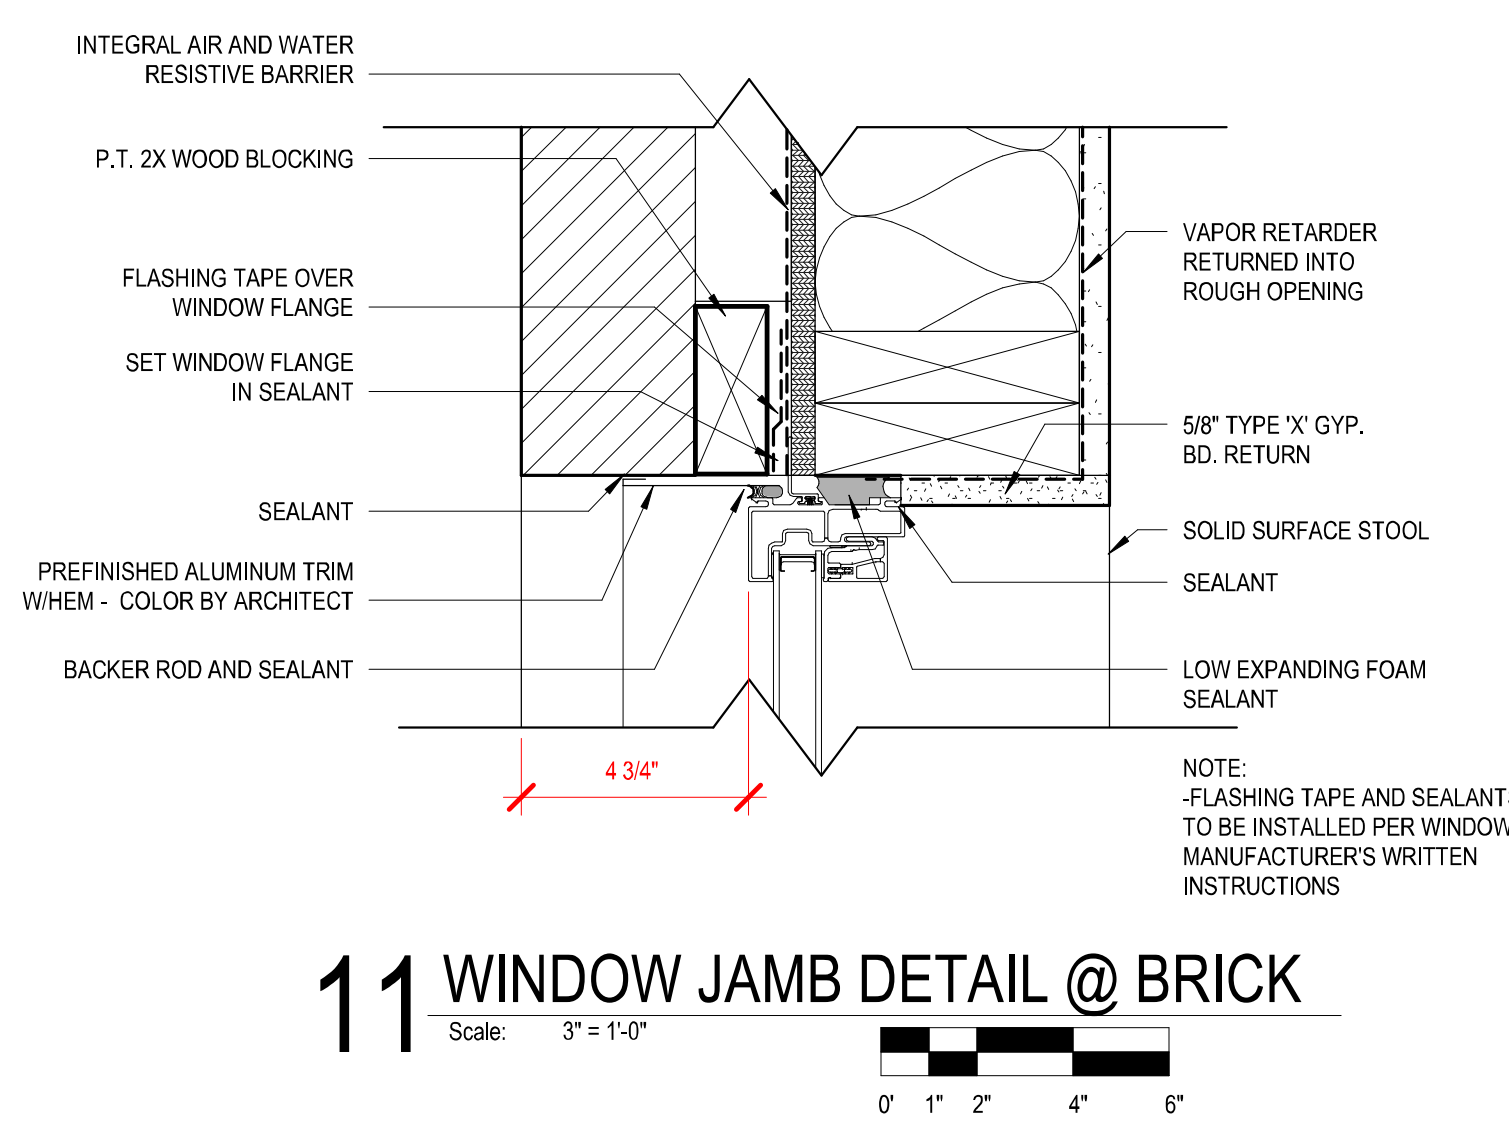 INTEGRAL AIR AND WATER
RESISTIVE BARRIER
P.T. 2X WOOD BLOCKING
FLASHING TAPE OVER
WINDOW FLANGE
SET WINDOW FLANGE
IN SEALANT
SEALANT
PREFINISHED ALUMINUM TRIM
W/HEM - COLOR BY ARCHITECT
BACKER ROD AND SEALANT
VAPOR RETARDER
RETURNED INTO
ROUGH OPENING
5/8" TYPE 'X' GYP.
BD. RETURN
SOLID SURFACE STOOL
SEALANT
LOW EXPANDING FOAM
SEALANT
4 3/4"
NOTE:
-FLASHING TAPE AND SEALANTS
TO BE INSTALLED PER WINDOW
MANUFACTURER'S WRITTEN
INSTRUCTIONS
11 WINDOW JAMB DETAIL @ BRICK
Scale: 3" = 1'-0"
0' 1" 2" 4" 6"